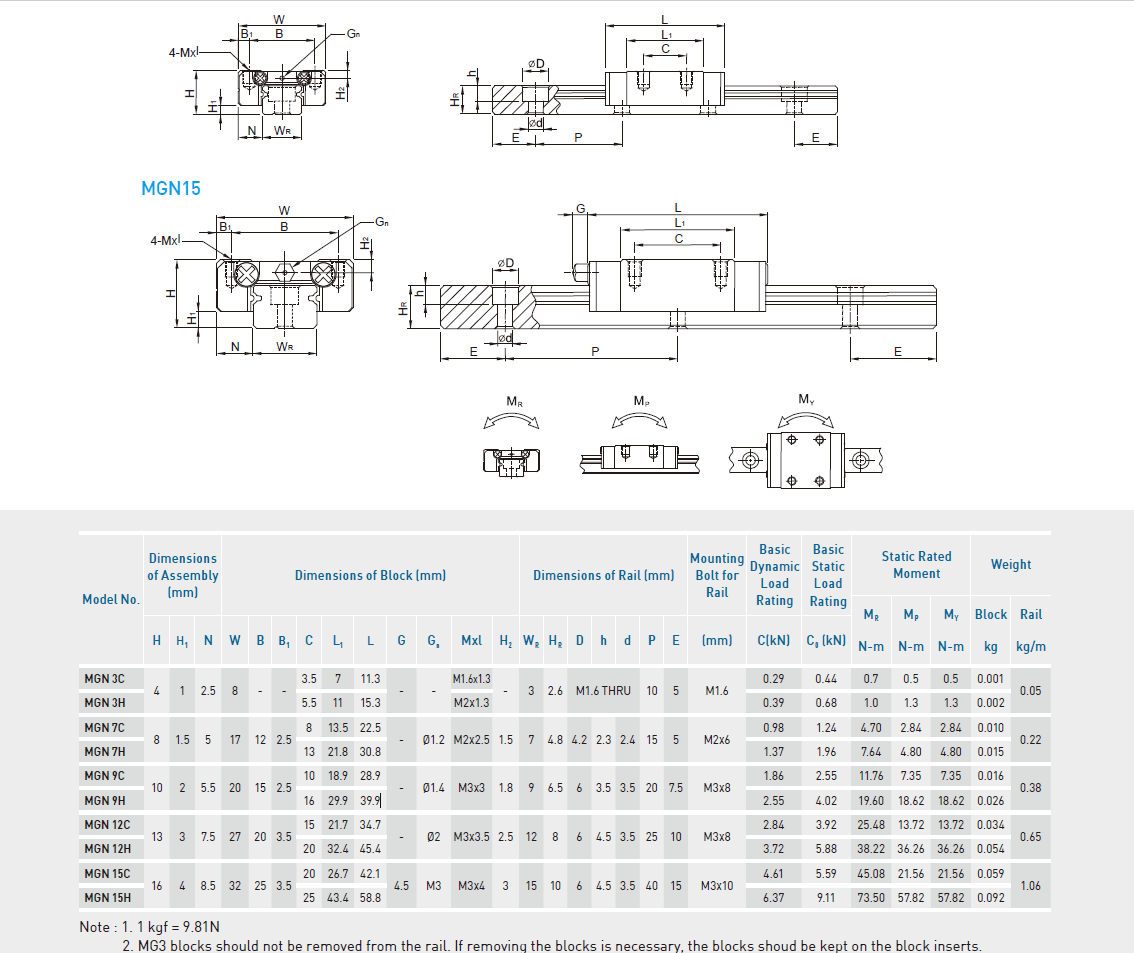 W
B1 B Gn
4-Mxl
H H1 H2
N WR
L
L1
C
ØD
h
HR
Ød
E P E
MGN15
W
B1 B Gn
4-Mxl
H2
H
H1
N WR
G L
L1
C
ØD
h
HR
Ød
E P E
MR MP MY
Model No. Dimensions of Assembly (mm) Dimensions of Block (mm) Dimensions of Rail (mm) Mounting Bolt for Rail Basic Dynamic Load Rating Basic Static Load Rating Static Rated Moment Weight
MR MP MY Block Rail
H H1 N W B B1 C L1 L G Gn Mxl H2 WR HR D h d P E (mm) C(kN) C0 (kN) N-m N-m N-m kg kg/m
MGN 3C 4 1 2.5 8 - - 3.5 7 11.3 - - M1.6x1.3 - 3 2.6 M1.6 THRU 10 5 M1.6 0.29 0.44 0.7 0.5 0.5 0.001 0.05
MGN 3H 5.5 11 15.3 M2x1.3 0.39 0.68 1.0 1.3 1.3 0.002
MGN 7C 8 1.5 5 17 12 2.5 8 13.5 22.5 - Ø1.2 M2x2.5 1.5 7 4.8 4.2 2.3 2.4 15 5 M2x6 0.98 1.24 4.70 2.84 2.84 0.010 0.22
MGN 7H 13 21.8 30.8 1.37 1.96 7.64 4.80 4.80 0.015
MGN 9C 10 2 5.5 20 15 2.5 10 18.9 28.9 - Ø1.4 M3x3 1.8 9 6.5 6 3.5 3.5 20 7.5 M3x8 1.86 2.55 11.76 7.35 7.35 0.016 0.38
MGN 9H 16 29.9 39.9 2.55 4.02 19.60 18.62 18.62 0.026
MGN 12C 13 3 7.5 27 20 3.5 15 21.7 34.7 - Ø2 M3x3.5 2.5 12 8 6 4.5 3.5 25 10 M3x8 2.84 3.92 25.48 13.72 13.72 0.034 0.65
MGN 12H 20 32.4 45.4 3.72 5.88 38.22 36.26 36.26 0.054
MGN 15C 16 4 8.5 32 25 3.5 20 26.7 42.1 4.5 M3 M3x4 3 15 10 6 4.5 3.5 40 15 M3x10 4.61 5.59 45.08 21.56 21.56 0.059 1.06
MGN 15H 25 43.4 58.8 6.37 9.11 73.50 57.82 57.82 0.092
Note : 1. 1 kgf = 9.81N
2. MG3 blocks should not be removed from the rail. If removing the blocks is necessary, the blocks shoud be kept on the block inserts.